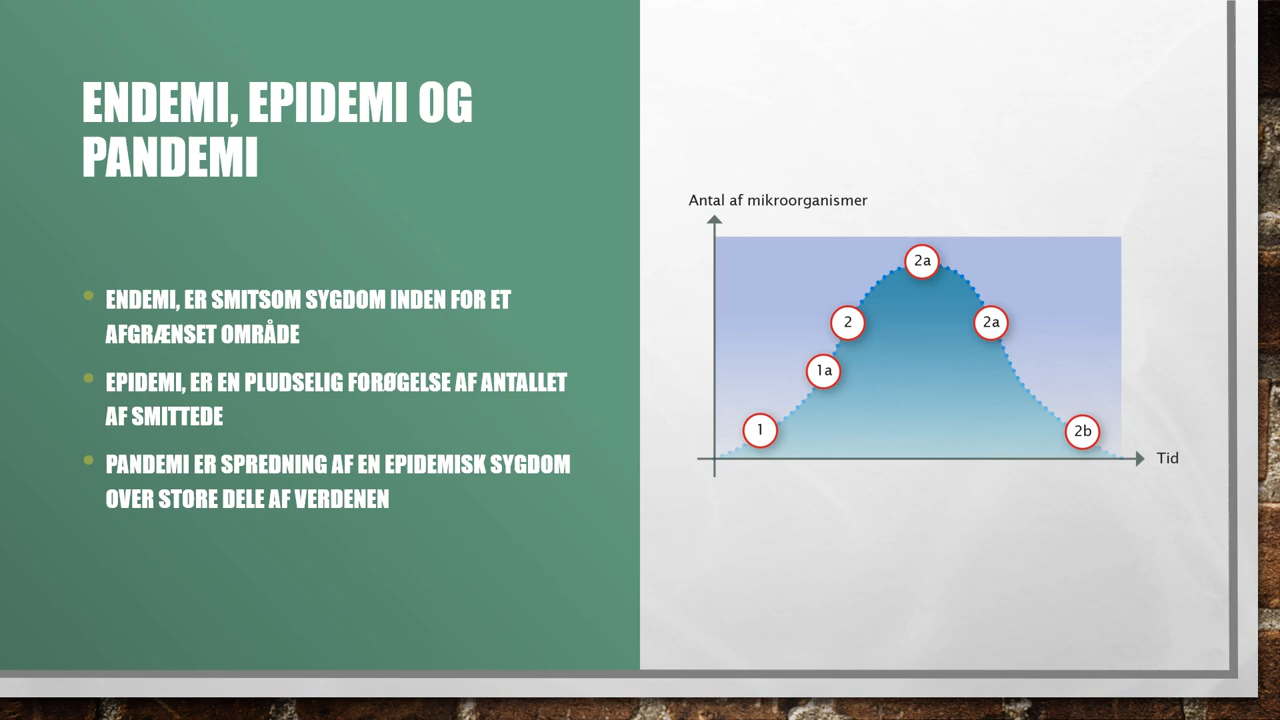 ENDEMI, EPIDEMI OG
PANDEMI
ENDEMI, ER SMITSOM SYGDOM INDEN FOR ET
AFGRÆNSET OMRÅDE
EPIDEMI, ER EN PLUDSELIG FORØGELSE AF ANTALLET
AF SMITTEDE
PANDEMI ER SPREDNING AF EN EPIDEMISK SYGDOM
OVER STORE DELE AF VERDENEN
Antal af mikroorganismer
2a
2
2a
1a
1
2b
Tid